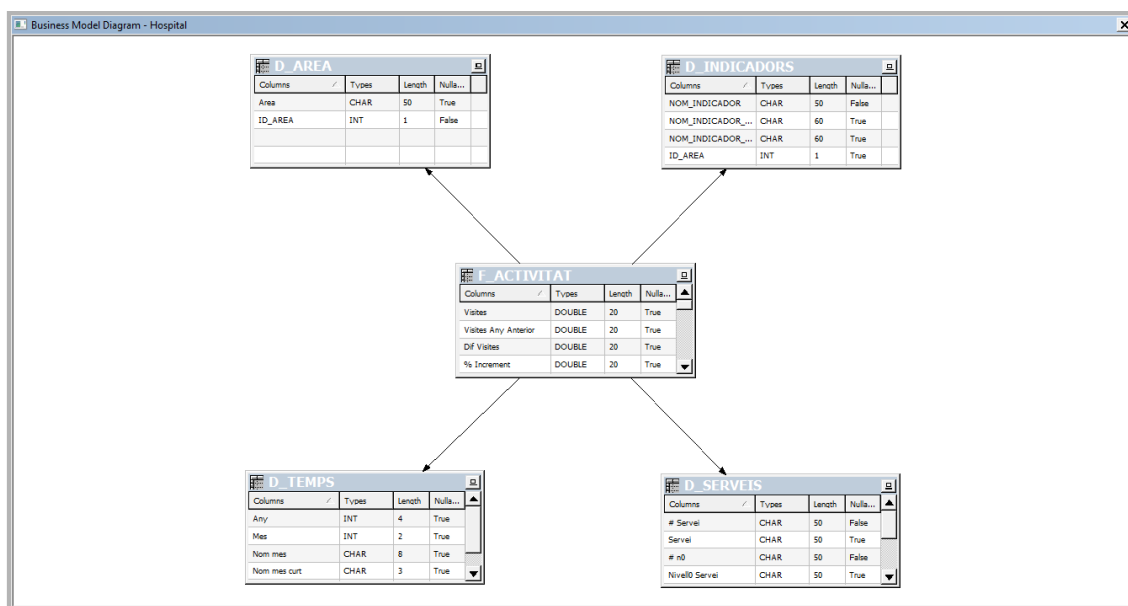 Business Model Diagram - Hospital
D_AREA
Columns Types Length Nulla...
Area CHAR 50 True
ID_AREA INT 1 False
D_INDICADORS
Columns Types Length Nulla...
NOM_INDICADOR CHAR 50 False
NOM_INDICADOR_... CHAR 60 True
NOM_INDICADOR_... CHAR 60 True
ID_AREA INT 1 True
F_ACTIVITAT
Columns Types Length Nulla...
Visites DOUBLE 20 True
Visites Any Anterior DOUBLE 20 True
Dif Visites DOUBLE 20 True
% Increment DOUBLE 20 True
D_TEMPS
Columns Types Length Nulla...
Any INT 4 True
Mes INT 2 True
Nom mes CHAR 8 True
Nom mes curt CHAR 3 True
D_SERVEIS
Columns Types Length Nulla...
# Servei CHAR 50 False
Servei CHAR 50 True
# n0 CHAR 50 False
Nivell0 Servei CHAR 50 True